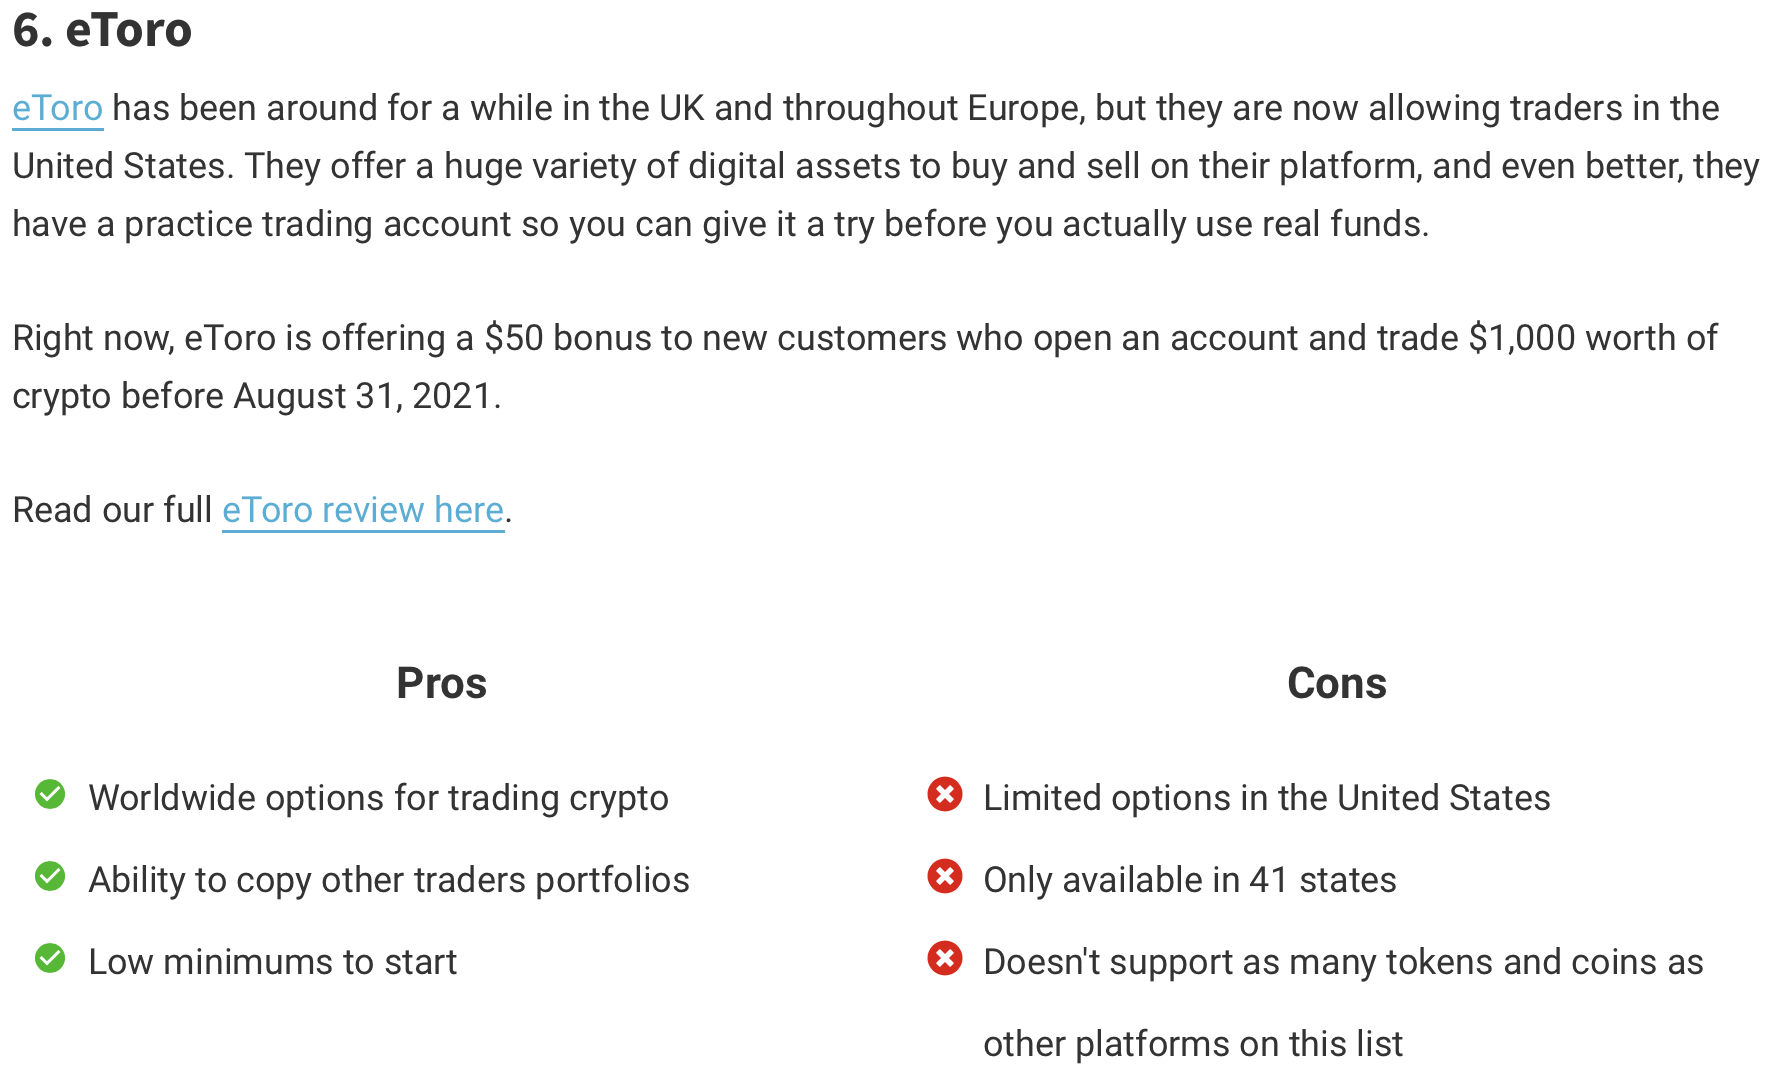 6. eToro
eToro has been around for a while in the UK and throughout Europe, but they are now allowing traders in the
United States. They offer a huge variety of digital assets to buy and sell on their platform, and even better, they
have a practice trading account so you can give it a try before you actually use real funds.
Right now, eToro is offering a $50 bonus to new customers who open an account and trade $1,000 worth of
crypto before August 31, 2021.
Read our full eToro review here.
Pros
Worldwide options for trading crypto
Ability to copy other traders portfolios
Low minimums to start
Cons
Limited options in the United States
Only available in 41 states
Doesn't support as many tokens and coins as
other platforms on this list